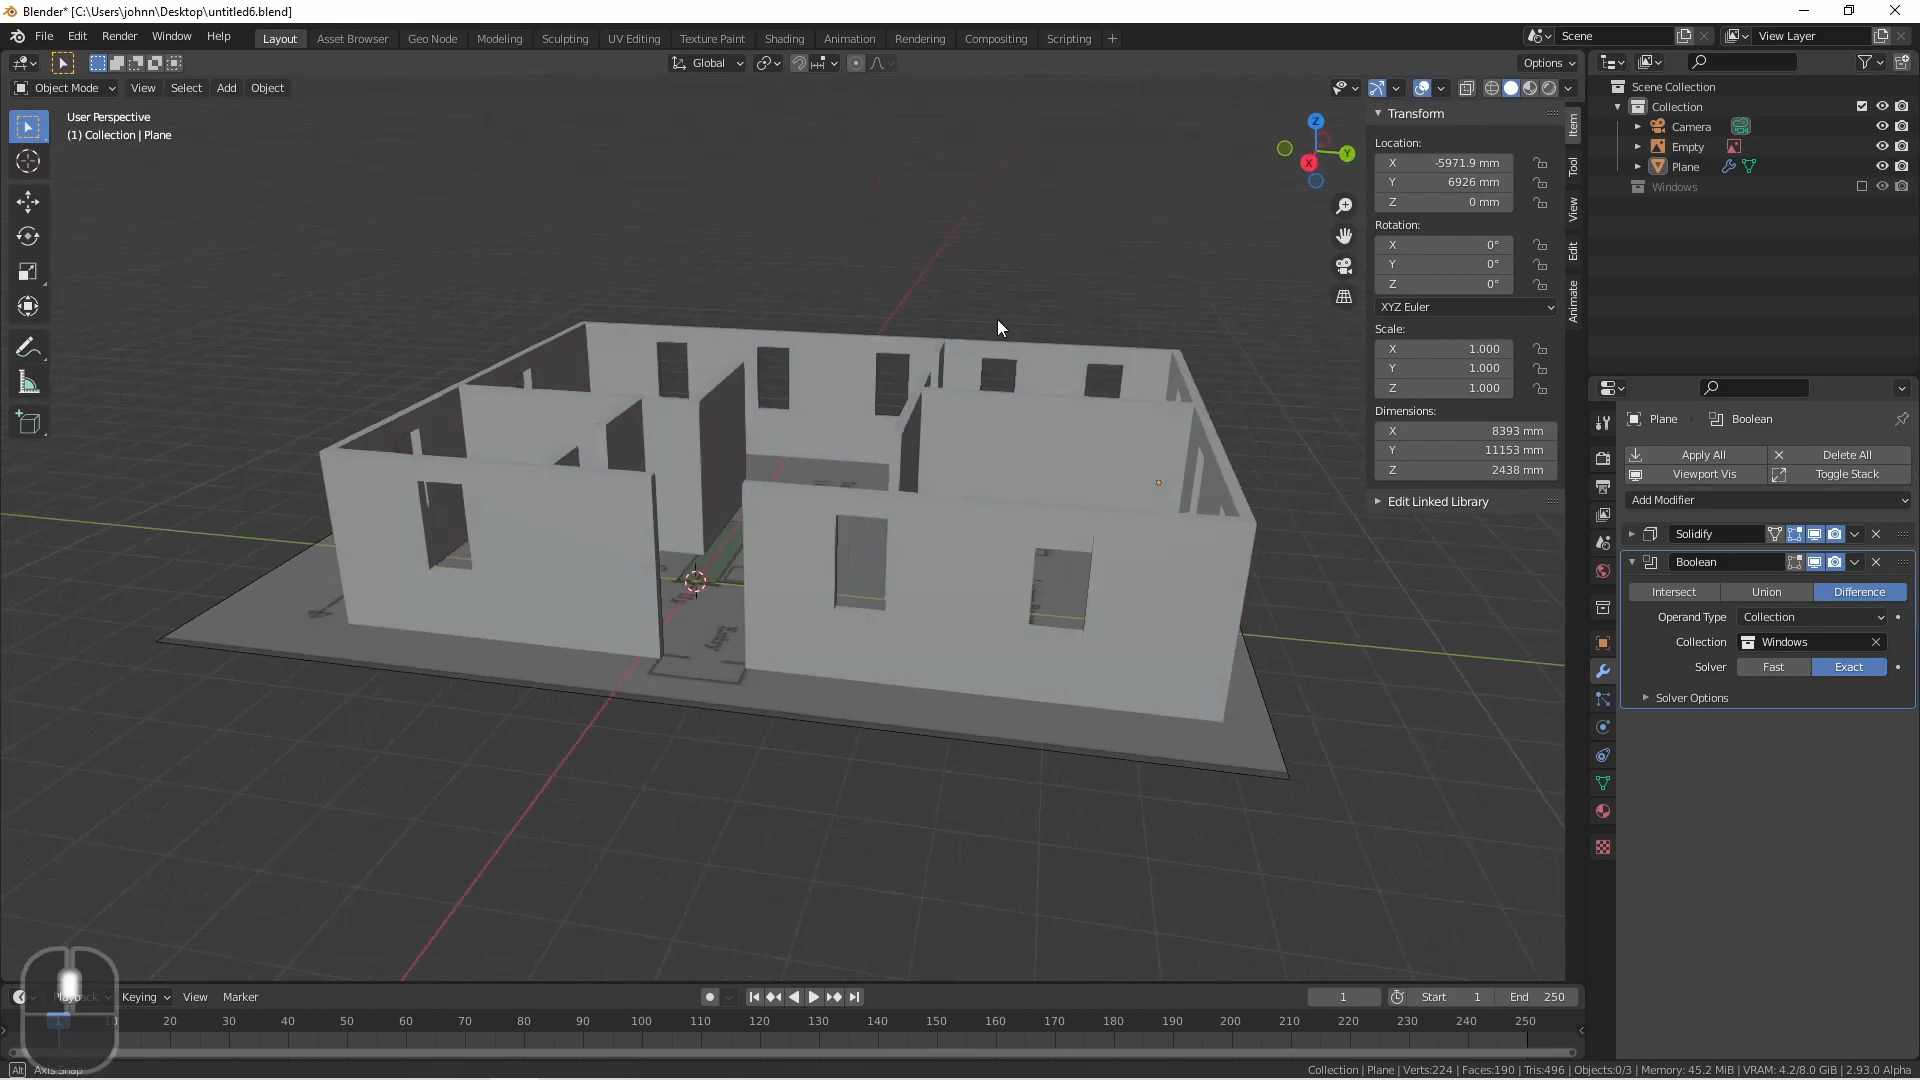 Blender* [C:\Users\johnn\Desktop\untitled6.blend]
File Edit Render Window Help
Layout Asset Browser Geo Node Modeling Sculpting UV Editing Texture Paint Shading Animation Rendering Compositing Scripting +
Scene
View Layer
Global
Options
Object Mode View Select Add Object
User Perspective
(1) Collection | Plane
Z
Y
X
Transform
Location:
X -5971.9 mm
Y 6926 mm
Z 0 mm
Rotation:
X 0°
Y 0°
Z 0°
XYZ Euler
Scale:
X 1.000
Y 1.000
Z 1.000
Dimensions:
X 8393 mm
Y 11153 mm
Z 2438 mm
Edit Linked Library
Item
Tool
View
Edit
Animate
Scene Collection
Collection
Camera
Empty
Plane
Windows
Plane Boolean
Apply All Delete All
Viewport Vis Toggle Stack
Add Modifier
Solidify
Boolean
Intersect Union Difference
Operand Type Collection
Collection Windows
Solver Fast Exact
Solver Options
Entry
Playback Keying View Marker
1
Start 1
End 250
1 10 20 30 40 50 60 70 80 90 100 110 120 130 140 150 160 170 180 190 200 210 220 230 240 250
Alt Axis Snap
Collection | Plane | Verts:224 | Faces:190 | Tris:496 | Objects:0/3 | Memory: 45.2 MiB | VRAM: 4.2/8.0 GiB | 2.93.0 Alpha